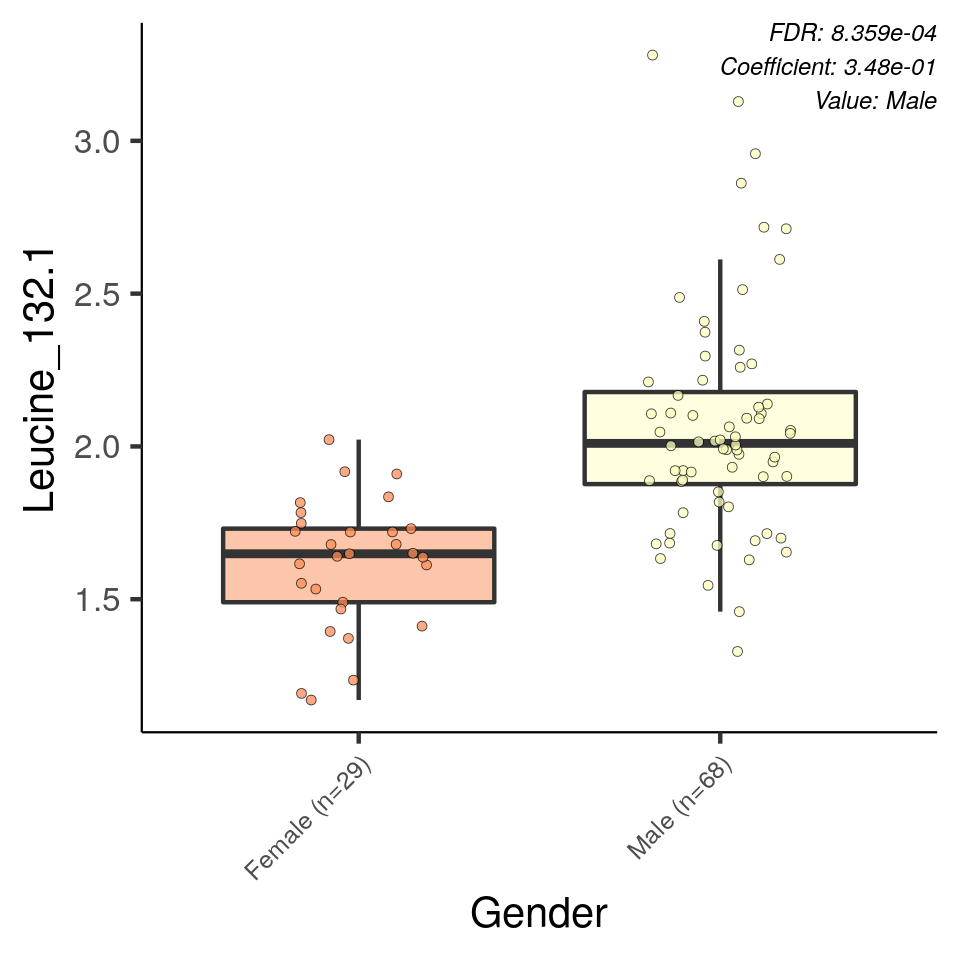 FDR: 8.359e-04
Coefficient: 3.48e-01
Value: Male
3.0
2.5
2.0
1.5
Leucine_132.1
Female (n=29)
Male (n=68)
Gender